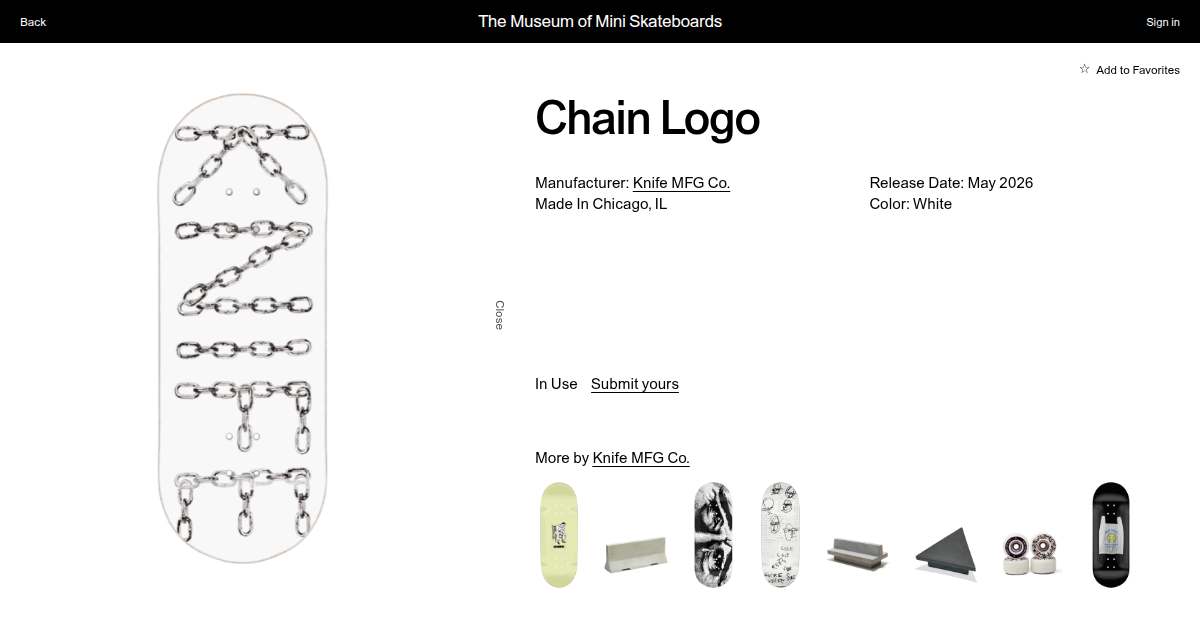 Back
The Museum of Mini Skateboards
Sign in
☆ Add to Favorites
Chain Logo
Manufacturer: Knife MFG Co.
Made In Chicago, IL
Release Date: May 2026
Color: White
Close
In Use Submit yours
More by Knife MFG Co.
KNIFE